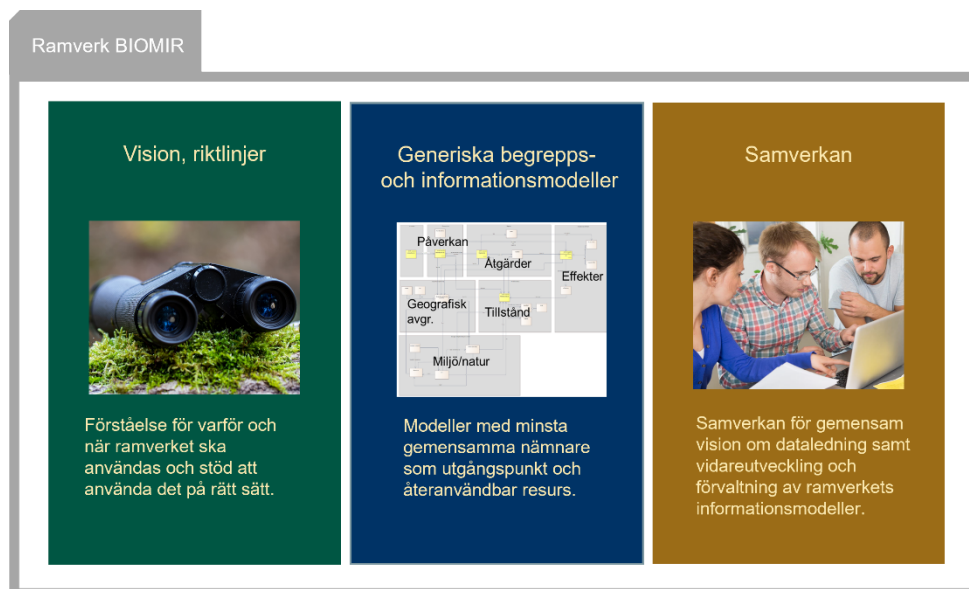 Ramverk BIOMIR
Vision, riktlinjer
Förståelse för varför och
när ramverket ska
användas och stöd att
använda det på rätt sätt.
Generiska begrepps-
och informationsmodeller
Påverkan
Åtgärder
Effekter
Geografisk
avgr.
Tillstånd
Miljö/natur
Modeller med minsta
gemensamma nämnare
som utgångspunkt och
återanvändbar resurs.
Samverkan
Samverkan för gemensam
vision om dataledning samt
vidareutveckling och
förvaltning av ramverkets
informationsmodeller.